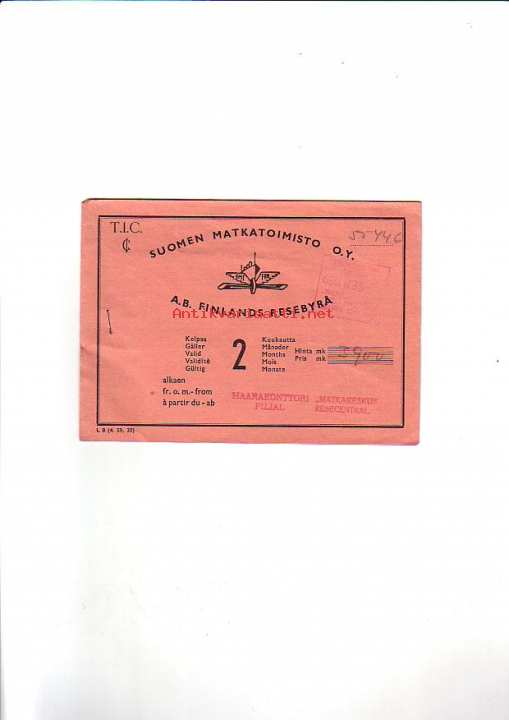 T.I.C.
₵
SUOMEN MATKATOIMISTO O.Y.
A.B. FINLANDS RESEBYRÅ
Antikvariaatti.net
Kelpaa
Gäller
Valid
Validité
Gültig
2
Kuukautta
Månader
Months
Mois
Monate
Hinta mk
Pris mk
3900
alkaen
fr. o. m.-from
à partir du-ab
HAARAKONTTORI „MATKAKESKUS
FILIAL RESECENTRAL